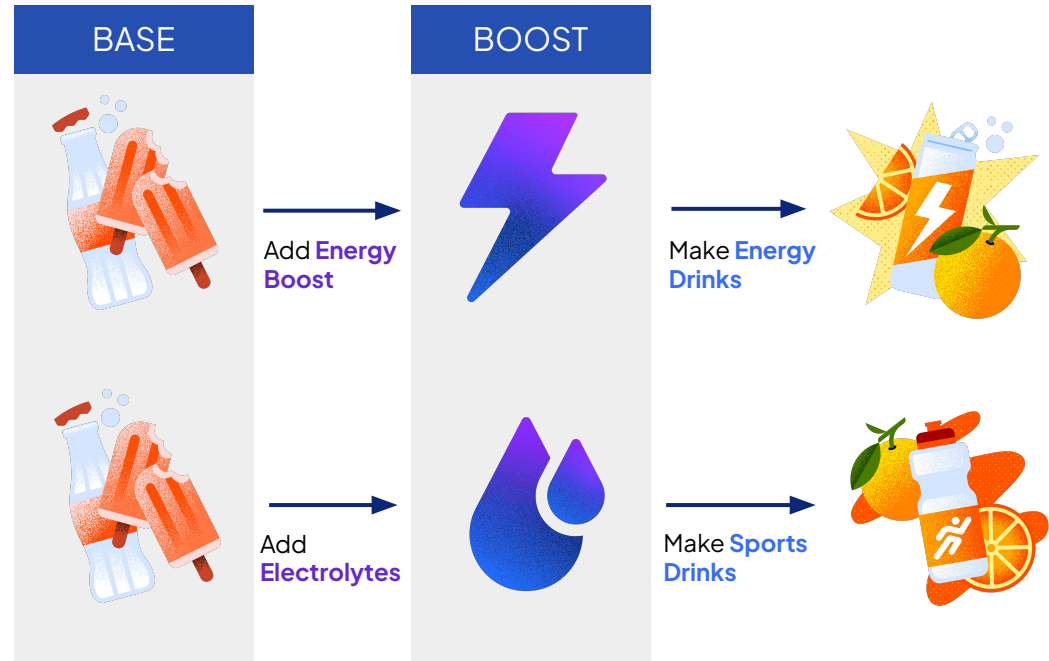 BASE
BOOST
Add Energy
Boost
Make Energy
Drinks
Add
Electrolytes
Make Sports
Drinks